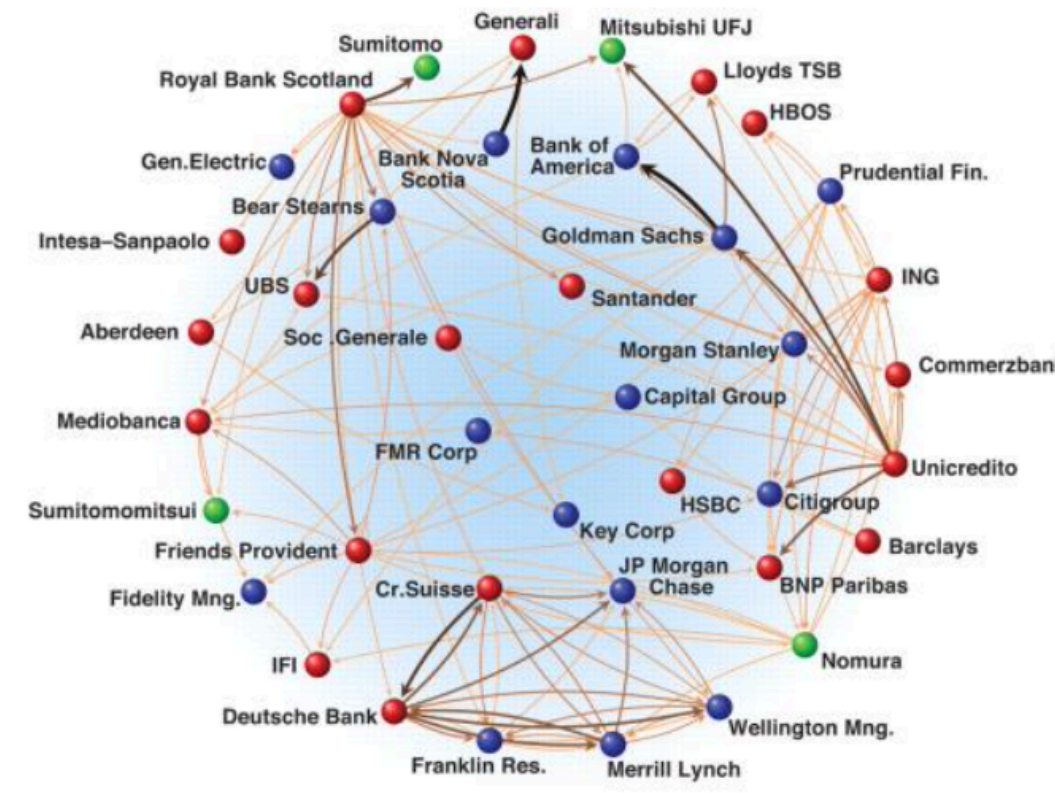 Generali
Mitsubishi UFJ
Sumitomo
Royal Bank Scotland
Lloyds TSB
HBOS
Gen.Electric
Bank Nova
Scotia
Bank of
America
Prudential Fin.
Bear Stearns
Intesa–Sanpaolo
Goldman Sachs
UBS
Santander
ING
Aberdeen
Soc .Generale
Morgan Stanley
Commerzban
Capital Group
Mediobanca
FMR Corp
Unicredito
HSBC
Citigroup
Sumitomomitsui
Key Corp
Barclays
Friends Provident
JP Morgan
Chase
BNP Paribas
Cr.Suisse
Fidelity Mng.
IFI
Nomura
Deutsche Bank
Wellington Mng.
Franklin Res.
Merrill Lynch